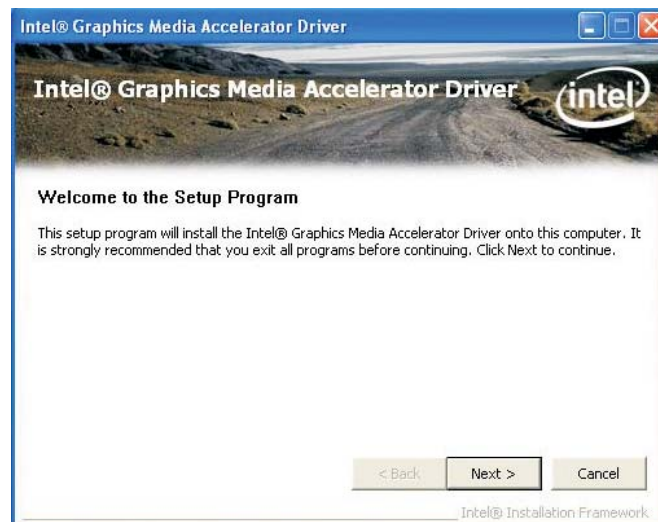 Intel® Graphics Media Accelerator Driver
Intel® Graphics Media Accelerator Driver
intel
Welcome to the Setup Program
This setup program will install the Intel® Graphics Media Accelerator Driver onto this computer. It
is strongly recommended that you exit all programs before continuing. Click Next to continue.
< Back
Next >
Cancel
Intel® Installation Framework